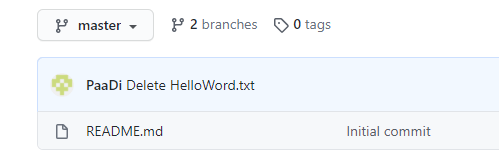 master 2 branches 0 tags
PaaDi Delete HelloWord.txt
README.md Initial commit